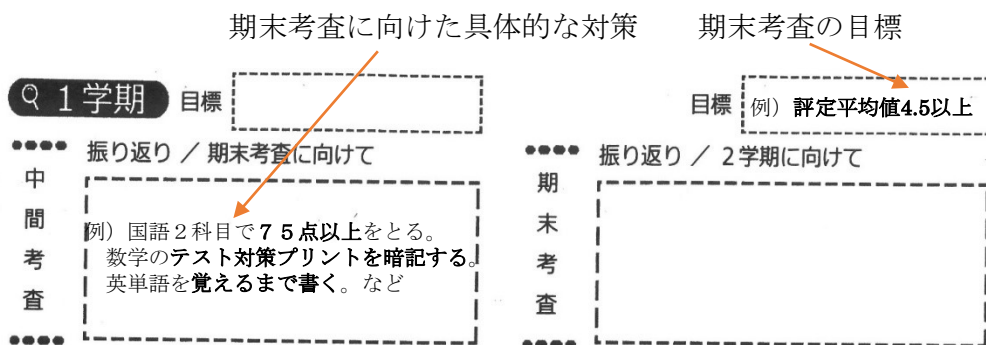 期末考査に向けた具体的な対策
期末考査の目標
1学期
目標
目標
例）評定平均値4.5以上
中間考査
振り返り / 期末考査に向けて
例）国語２科目で７５点以上をとる。
数学のテスト対策プリントを暗記する。
英単語を覚えるまで書く。など
期末考査
振り返り / 2学期に向けて